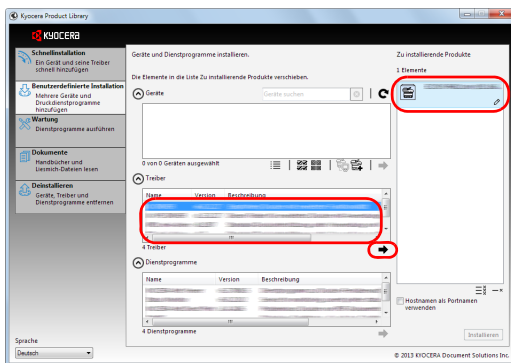 Kyocera Product Library
KYOCERA
Schnellinstallation
Ein Gerät und seine Treiber
schnell hinzufügen
Benutzerdefinierte Installation
Mehrere Geräte und
Druckdienstprogramme
hinzufügen
Wartung
Dienstprogramme ausführen
Dokumente
Handbücher und
Liesmich-Dateien lesen
Deinstallieren
Geräte, Treiber und
Dienstprogramme entfernen
Sprache
Deutsch
Geräte und Dienstprogramme installieren.
Die Elemente in die Liste Zu installierende Produkte verschieben.
Geräte
Geräte suchen
0 von 0 Geräten ausgewählt
Treiber
Name Version Beschreibung
4 Treiber
Dienstprogramme
Name Version Beschreibung
4 Dienstprogramme
Zu installierende Produkte
1 Elemente
Hostnamen als Portnamen
verwenden
Installieren
© 2013 KYOCERA Document Solutions Inc.